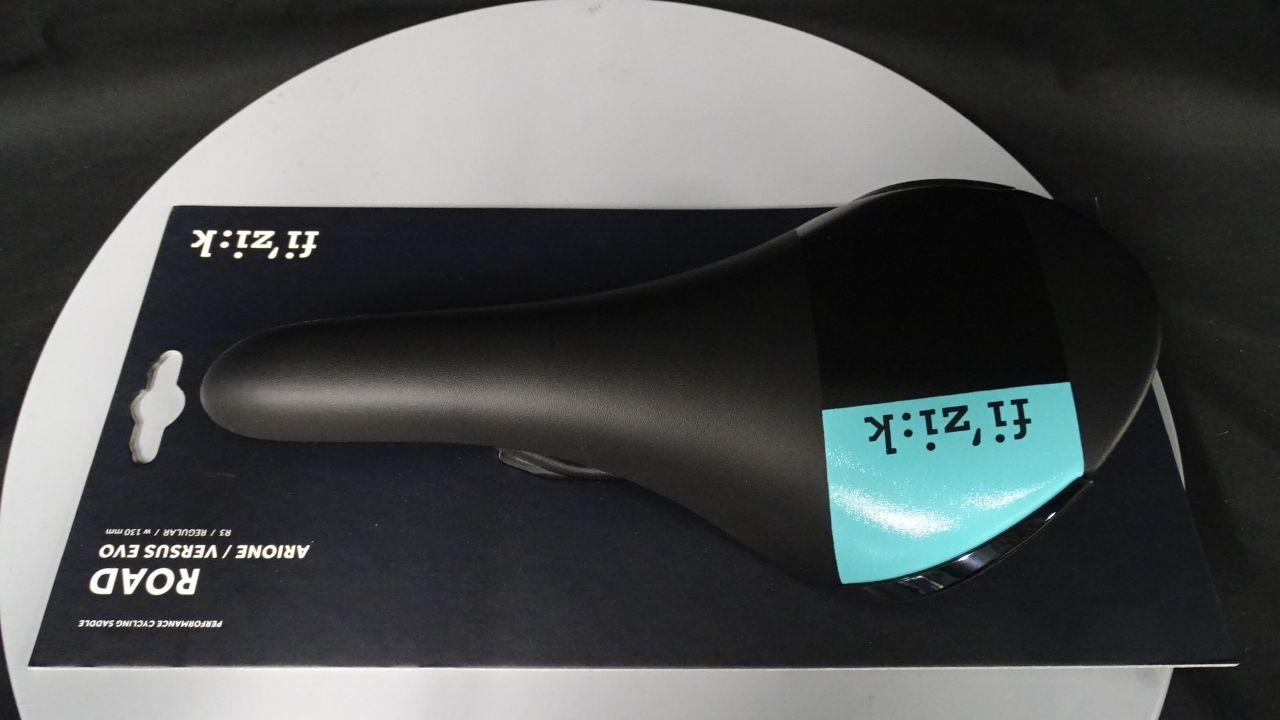 PERFORMANCE CYCLING SADDLE
ROAD
ARIONE / VERSUS EVO
R3 / REGULAR / w 130 mm
fi'zi:k
fi'zi:k